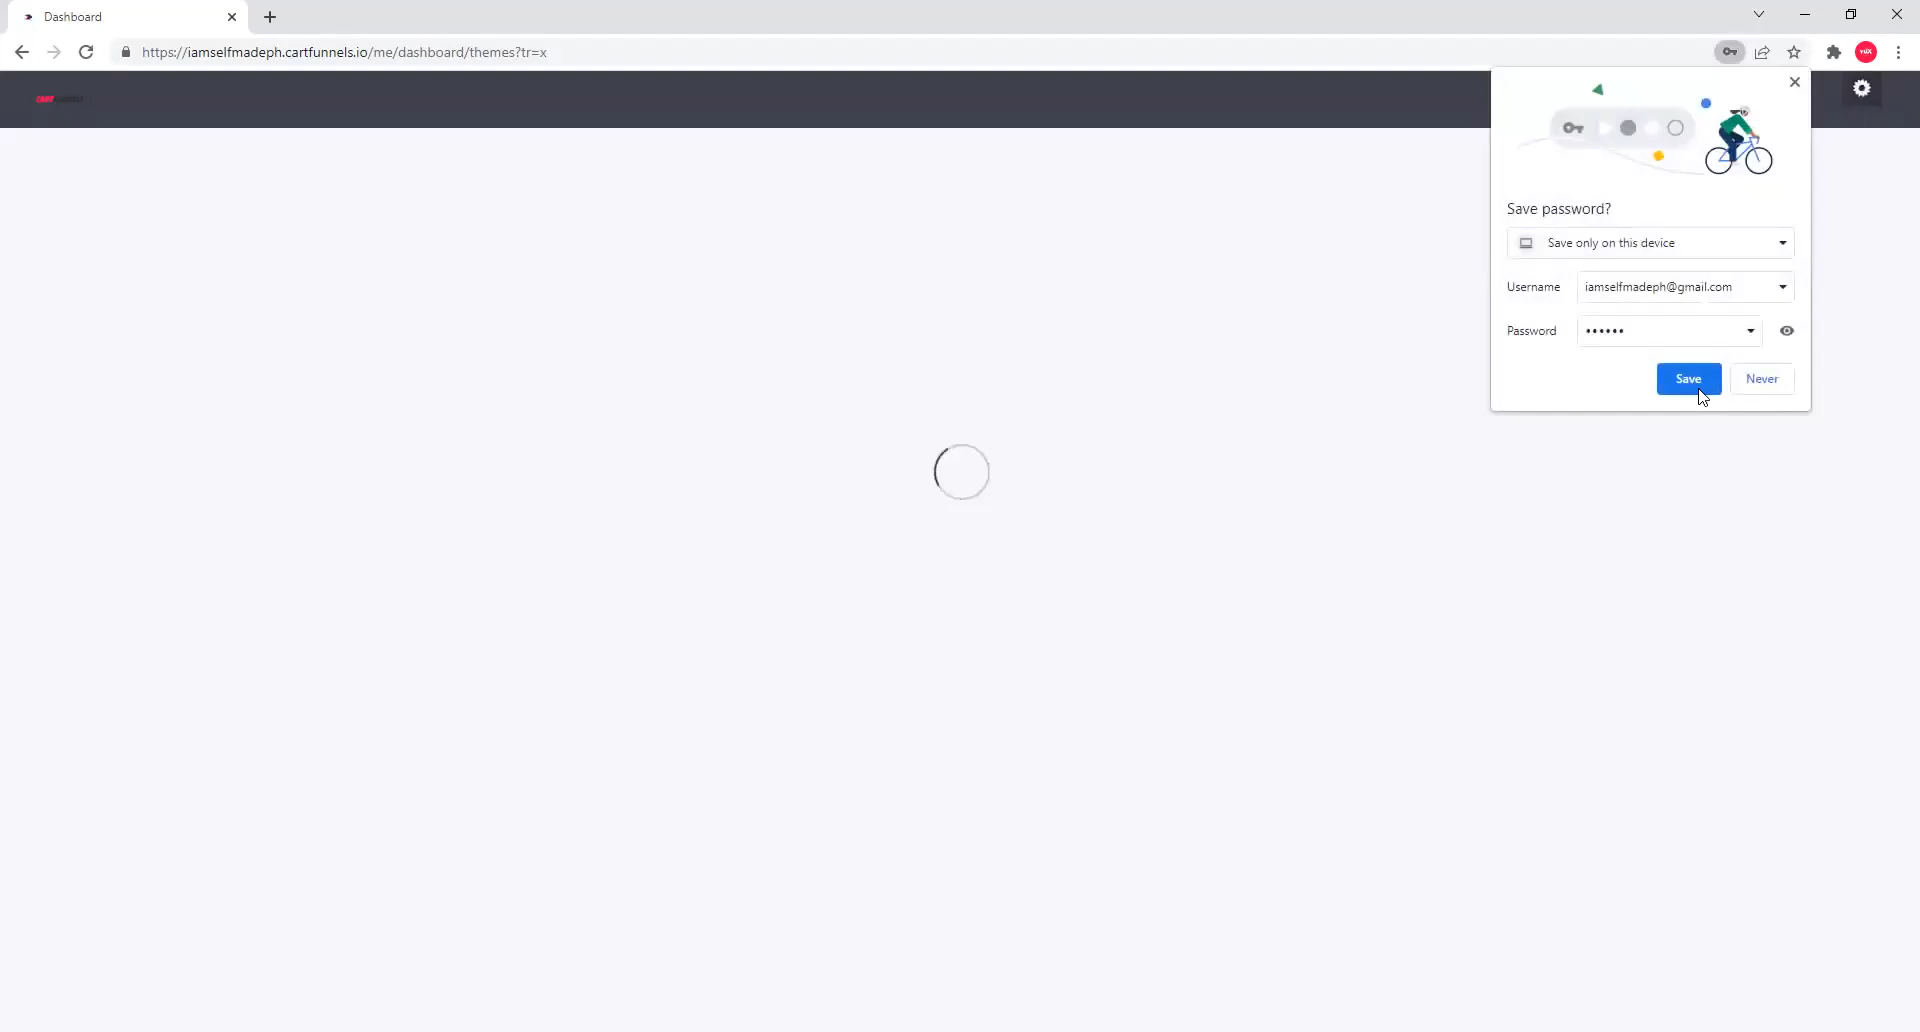 Dashboard
https://iamselfmadeph.cartfunnels.io/me/dashboard/themes?tr=x
CART
Save password?
Save only on this device
Username
iamselfmadeph@gmail.com
Password
••••••
Save
Never